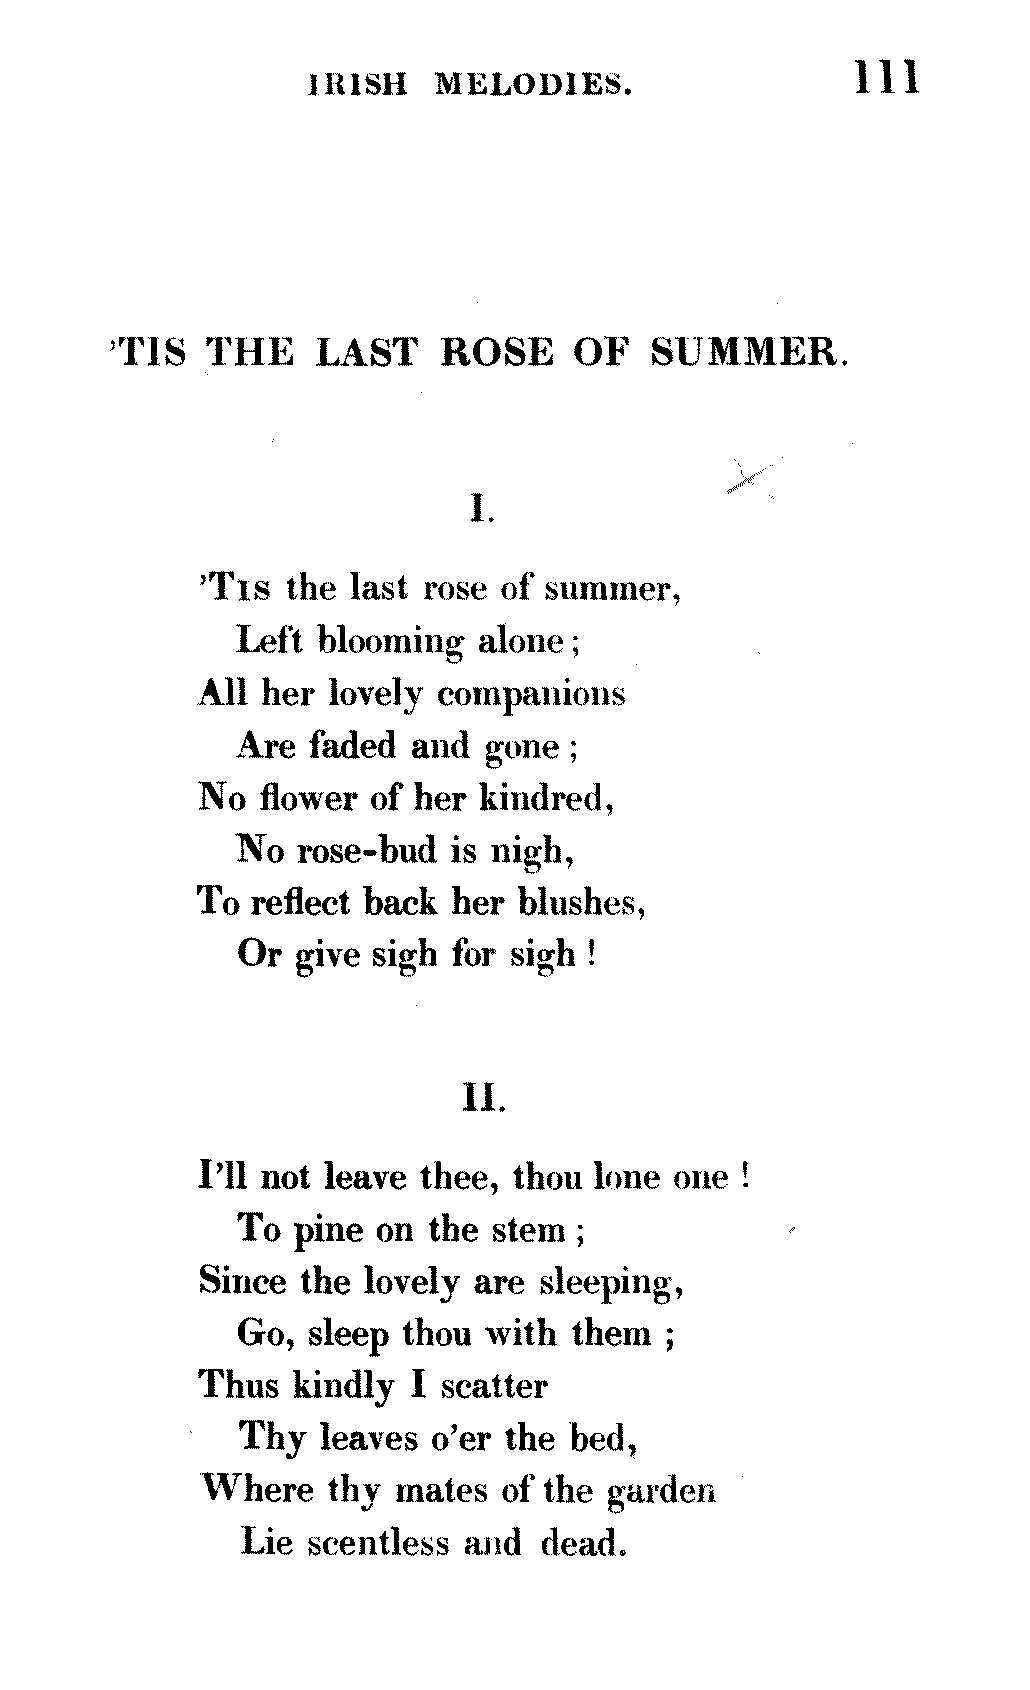 IRISH MELODIES. 111
’TIS THE LAST ROSE OF SUMMER.
I.
’Tis the last rose of summer,
Left blooming alone ;
All her lovely companions
Are faded and gone ;
No flower of her kindred,
No rose-bud is nigh,
To reflect back her blushes,
Or give sigh for sigh !
II.
I’ll not leave thee, thou lone one !
To pine on the stem ;
Since the lovely are sleeping,
Go, sleep thou with them ;
Thus kindly I scatter
Thy leaves o’er the bed,
Where thy mates of the garden
Lie scentless and dead.